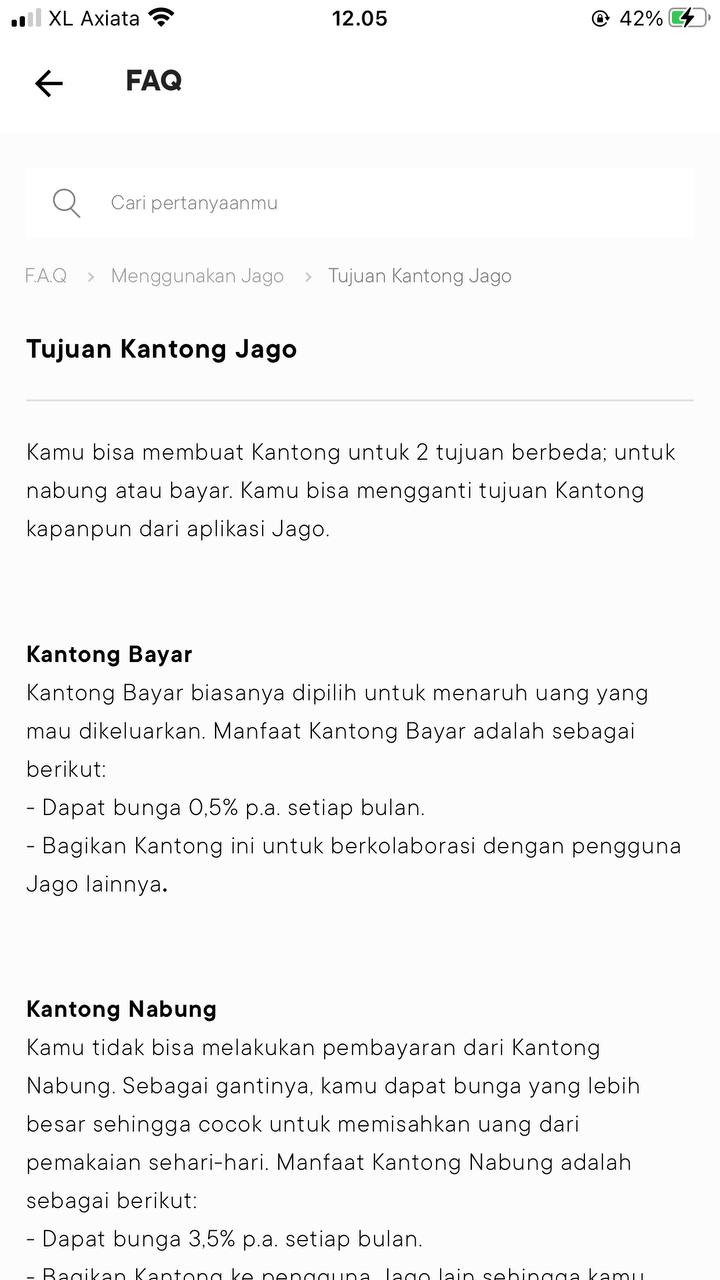 XL Axiata 12.05 42%
FAQ
Cari pertanyaanmu
F.A.Q > Menggunakan Jago > Tujuan Kantong Jago
Tujuan Kantong Jago
Kamu bisa membuat Kantong untuk 2 tujuan berbeda; untuk
nabung atau bayar. Kamu bisa mengganti tujuan Kantong
kapanpun dari aplikasi Jago.
Kantong Bayar
Kantong Bayar biasanya dipilih untuk menaruh uang yang
mau dikeluarkan. Manfaat Kantong Bayar adalah sebagai
berikut:
- Dapat bunga 0,5% p.a. setiap bulan.
- Bagikan Kantong ini untuk berkolaborasi dengan pengguna
Jago lainnya.
Kantong Nabung
Kamu tidak bisa melakukan pembayaran dari Kantong
Nabung. Sebagai gantinya, kamu dapat bunga yang lebih
besar sehingga cocok untuk memisahkan uang dari
pemakaian sehari-hari. Manfaat Kantong Nabung adalah
sebagai berikut:
- Dapat bunga 3,5% p.a. setiap bulan.
- Bagikan Kantong ke pengguna Jago lain sehingga kamu